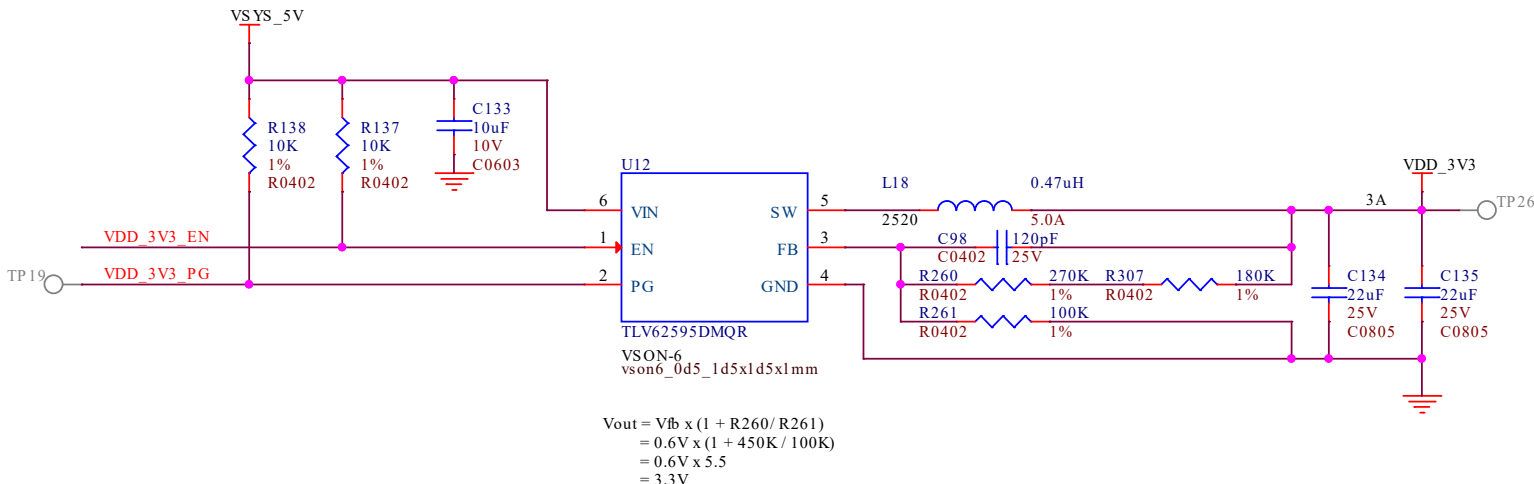 VSYS_5V
R138
10K
1%
R0402
R137
10K
1%
R0402
C133
10uF
10V
C0603
U12
6 VIN
1 EN
2 PG
SW 5
FB 3
GND 4
TLV62595DMQR
VSON-6
vson6_0d5_1d5x1d5x1mm
VDD_3V3_EN
TP19 VDD_3V3_PG
L18 0.47uH
2520 5.0A
C98 120pF
C0402 25V
R260 270K R307 180K
R0402 1% R0402 1%
R261 100K
R0402 1%
VDD_3V3
3A
TP26
C134
22uF
25V
C0805
C135
22uF
25V
C0805
Vout = Vfb x (1 + R260/ R261)
= 0.6V x (1 + 450K / 100K)
= 0.6V x 5.5
= 3.3V